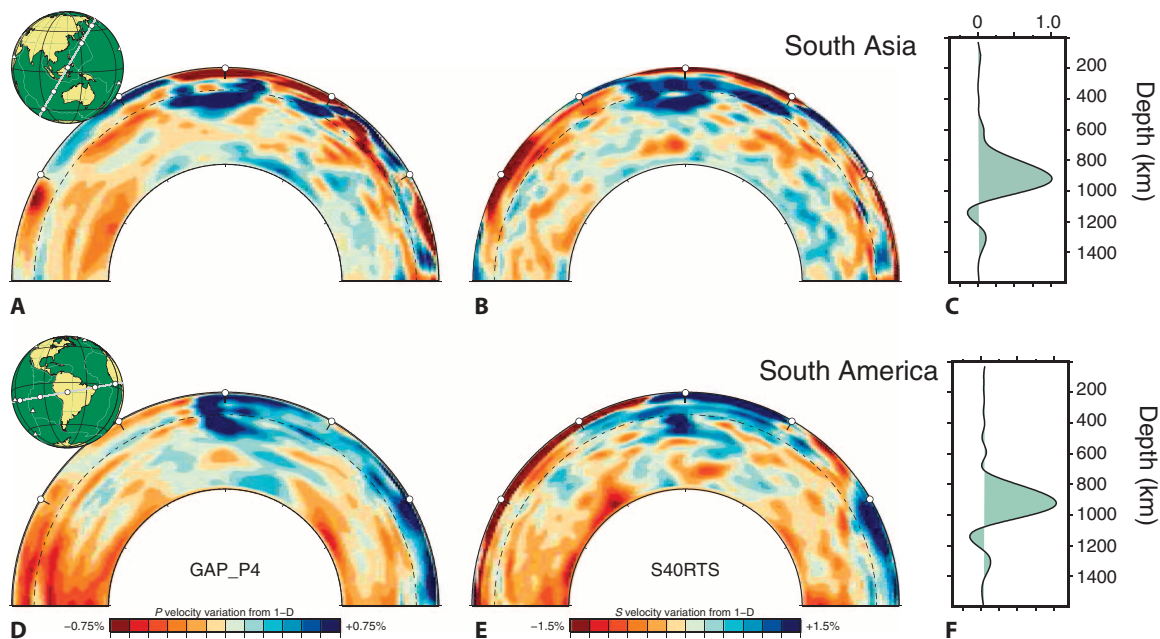 South Asia
0 1.0
200
400
600
800
1000
1200
1400
Depth (km)
A
B
C
South America
200
400
600
800
1000
1200
1400
Depth (km)
GAP_P4
S40RTS
P velocity variation from 1–D
S velocity variation from 1–D
D
−0.75%
+0.75%
E
−1.5%
+1.5%
F